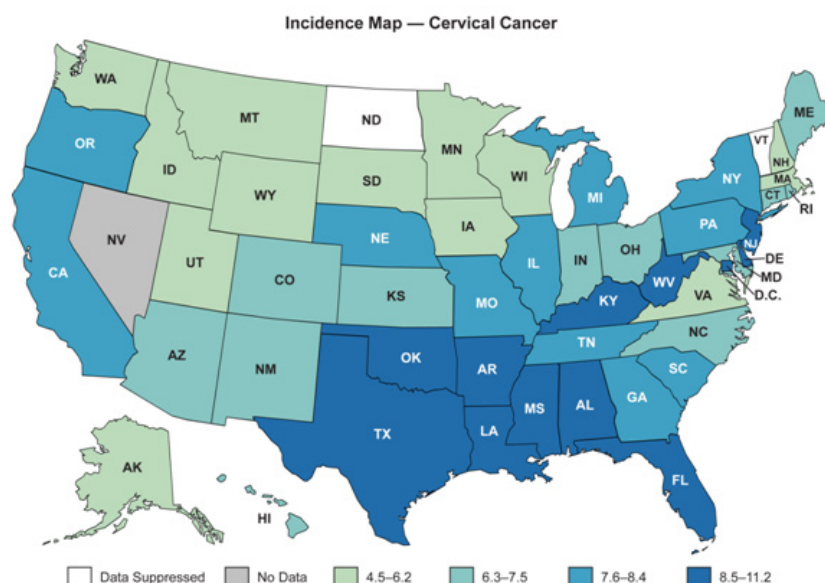 Incidence Map — Cervical Cancer
WA
MT
ND
MN
ME
VT
NH
OR
ID
SD
WI
MI
NY
MA
CT
RI
WY
IA
PA
NV
NE
IL
IN
OH
NJ
DE
MD
D.C.
CA
UT
CO
KS
MO
KY
WV
VA
AZ
NM
OK
AR
TN
NC
SC
TX
LA
MS
AL
GA
FL
AK
HI
Data Suppressed No Data 4.5–6.2 6.3–7.5 7.6–8.4 8.5–11.2